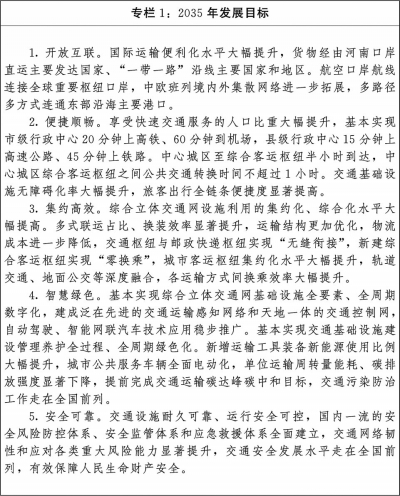 专栏 1：2035 年发展目标
1. 开放互联。国际运输便利化水平大幅提升，货物经由河南口岸
直运主要发达国家、“一带一路”沿线主要国家和地区。航空口岸航线
连接全球重要枢纽口岸，中欧班列境内外集散网络进一步拓展，多路径
多方式连通东部沿海主要港口。
2. 便捷顺畅。享受快速交通服务的人口比重大幅提升，基本实现
市级行政中心 20 分钟上高铁、60 分钟到机场，县级行政中心 15 分钟上
高速公路、45 分钟上铁路。中心城区至综合客运枢纽半小时到达，中
心城区综合客运枢纽之间公共交通转换时间不超过 1 小时。交通基础设
施无障碍化率大幅提升，旅客出行全链条便捷度显著提高。
3. 集约高效。综合立体交通网设施利用的集约化、综合化水平大
幅提高。多式联运占比、换装效率显著提升，运输结构更加优化，物流
成本进一步降低，交通枢纽与邮政快递枢纽实现“无缝衔接”，新建综
合客运枢纽实现“零换乘”，城市客运枢纽集约化水平大幅提升，轨道
交通、地面公交等深度融合，各运输方式间换乘效率大幅提升。
4. 智慧绿色。基本实现综合立体交通网基础设施全要素、全周期
数字化，建成泛在先进的交通运输感知网络和天地一体的交通控制网，
自动驾驶、智能网联汽车技术应用稳步推广。基本实现交通基础设施建
设管理养护全过程、全周期绿色化。新增运输工具装备新能源使用比例
大幅提升，城市公共服务车辆全面电动化，单位运输周转量能耗、碳排
放强度显著下降，提前完成交通运输碳达峰碳中和目标，交通污染防治
工作走在全国前列。
5. 安全可靠。交通设施耐久可靠、运行安全可控，国内一流的安
全风险防控体系、安全监管体系和应急救援体系全面建立，交通网络韧
性和应对各类重大风险能力显著提升，交通安全发展水平走在全国前
列，有效保障人民生命财产安全。